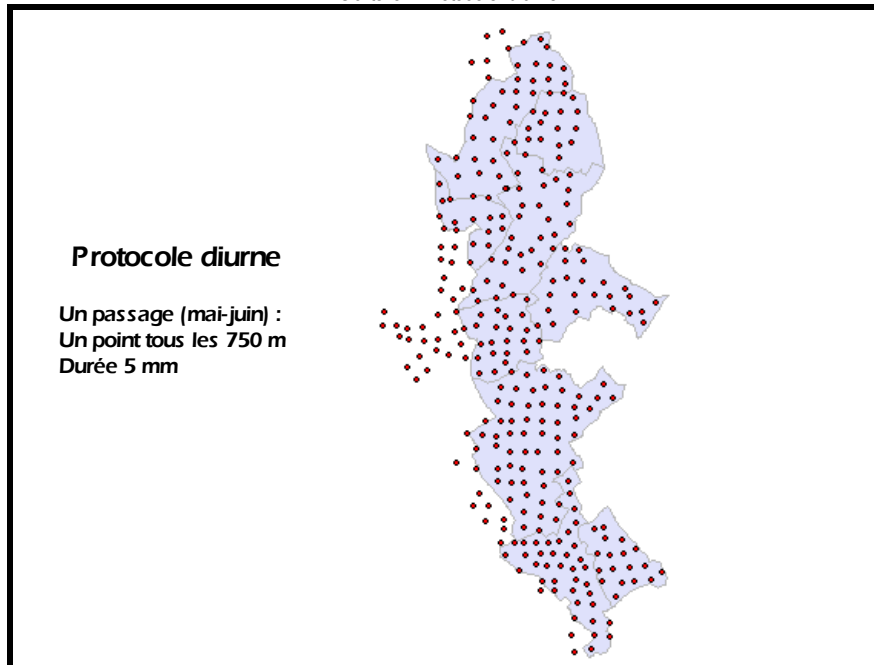 Protocole diurne
Un passage (mai-juin) :
Un point tous les 750 m
Durée 5 mm